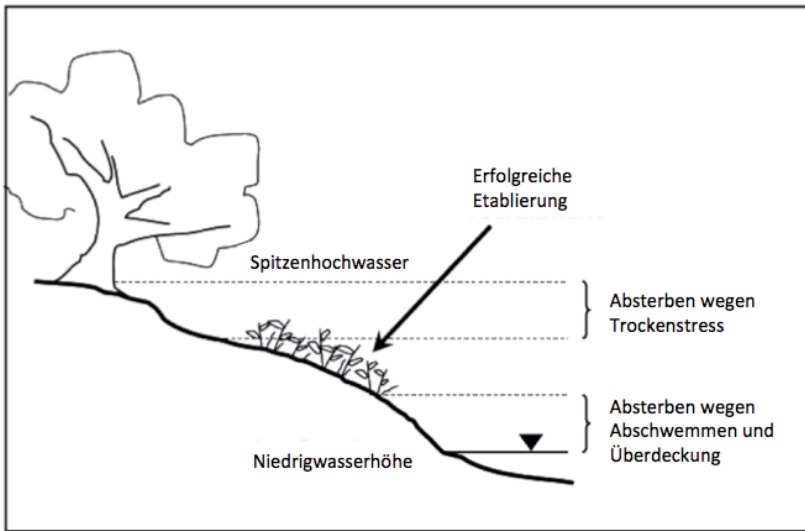 Erfolgreiche
Etablierung
Spitzenhochwasser
Absterben wegen
Trockenstress
Absterben wegen
Abschwemmen und
Überdeckung
Niedrigwasserhöhe